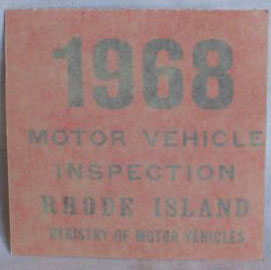 1968
MOTOR VEHICLE
INSPECTION
RHODE ISLAND
REGISTRY OF MOTOR VEHICLES